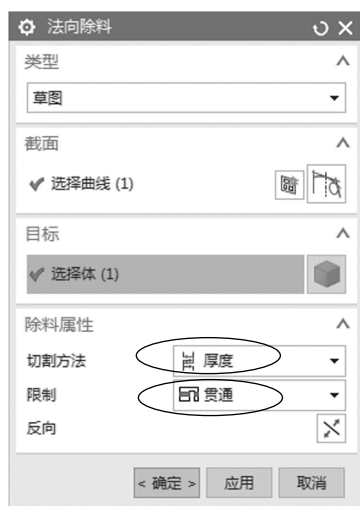 法向除料
类型
草图
截面
选择曲线 (1)
目标
选择体 (1)
除料属性
切割方法 厚度
限制 贯通
反向
< 确定 > 应用 取消